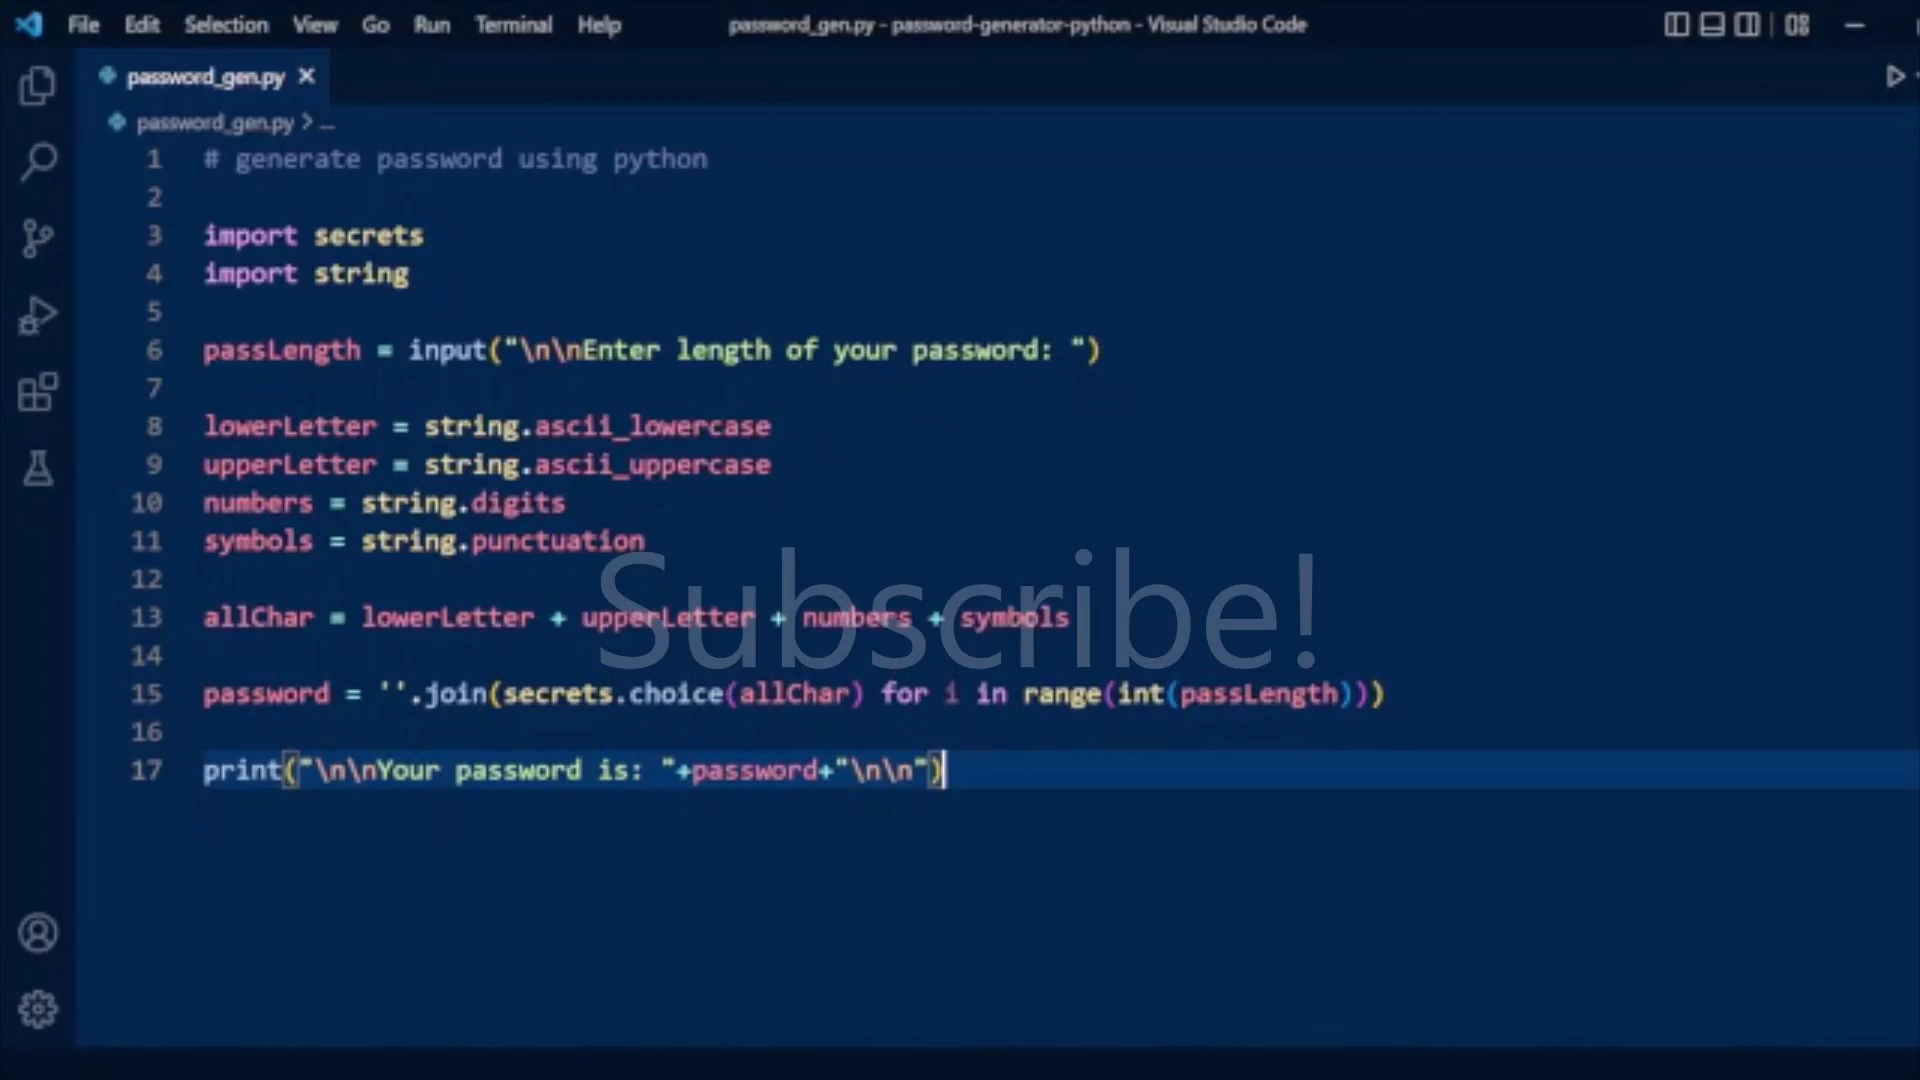 File Edit Selection View Go Run Terminal Help password_gen.py - password-generator-python - Visual Studio Code
password_gen.py
password_gen.py > ...
1 # generate password using python
2
3 import secrets
4 import string
5
6 passLength = input("\n\nEnter length of your password: ")
7
8 lowerLetter = string.ascii_lowercase
9 upperLetter = string.ascii_uppercase
10 numbers = string.digits
11 symbols = string.punctuation
12
13 allChar = lowerLetter + upperLetter + numbers + symbols
14
15 password = ''.join(secrets.choice(allChar) for i in range(int(passLength)))
16
17 print("\n\nYour password is: "+password+"\n\n")
Subscribe!